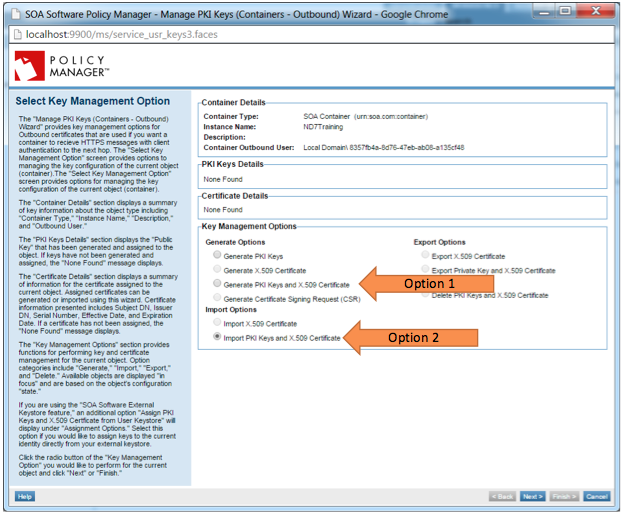 SOA Software Policy Manager - Manage PKI Keys (Containers - Outbound) Wizard - Google Chrome
localhost:9900/ms/service_usr_keys3.faces
POLICY
MANAGER™
Select Key Management Option
The "Manage PKI Keys (Containers - Outbound)
Wizard" provides key management options for
Outbound certificates that are used if you want a
container to recieve HTTPS messages with client
authentication to the next hop. The "Select Key
Management Option" screen provides options to
managing the key configuration of the current object
(container).The "Select Key Management Option"
screen provides options for managing the key
configuration of the current object (container).
The "Container Details" section displays a summary
of key information about the object type including
"Container Type," "Instance Name," "Description,"
and "Outbound User."
The "PKI Keys Details" section displays the "Public
Key" that has been generated and assigned to the
object. If keys have not been generated and
assigned, the "None Found" message displays.
The "Certificate Details" section displays a summary
of information for the certificate assigned to the
current object. Assigned certificates can be
generated or imported using this wizard. Certificate
information presented includes Subject DN, Issuer
DN, Serial Number, Effective Date, and Expiration
Date. If a certificate has not been assigned, the
"None Found" message displays.
The "Key Management Options" section provides
functions for performing key and certificate
management for the current object. Option
categories include "Generate," "Import," "Export,"
and "Delete." Available objects are displayed "in
focus" and are based on the object's configuration
"state."
If you are using the "SOA Software External
Keystore feature," an additional option "Assign PKI
Keys and X.509 Certificate from User Keystore" will
display under "Assignment Options." Select this
option if you would like to assign keys to the current
identity directly from your external keystore.
Click the radio button of the "Key Management
Option" you would like to perform for the current
object and click "Next" or "Finish."
Container Details
Container Type: SOA Container (urn:soa.com:container)
Instance Name: ND7Training
Description:
Container Outbound User: Local Domain\ 8357fb4a-8d76-47eb-ab08-a135cf48
PKI Keys Details
None Found
Certificate Details
None Found
Key Management Options
Generate Options
Generate PKI Keys
Generate X.509 Certificate
Generate PKI Keys and X.509 Certificate
Generate Certificate Signing Request (CSR)
Import Options
Import X.509 Certificate
Import PKI Keys and X.509 Certificate
Export Options
Export X.509 Certificate
Export Private Key and X.509 Certificate
Delete PKI Keys and X.509 Certificate
Option 1
Option 2
Help
< Back Next > Finish > Cancel